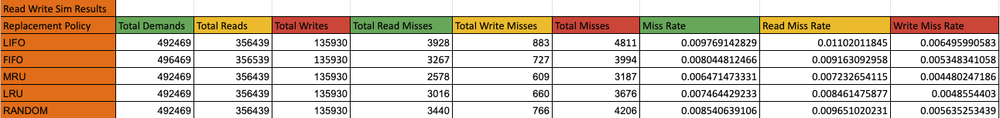 Read Write Sim Results
Replacement Policy Total Demands Total Reads Total Writes Total Read Misses Total Write Misses Total Misses Miss Rate Read Miss Rate Write Miss Rate
LIFO 492469 356439 135930 3928 883 4811 0.009769142829 0.01102011845 0.006495990583
FIFO 496469 356539 135930 3267 727 3994 0.008044812466 0.009163092958 0.005348341058
MRU 492469 356439 135930 2578 609 3187 0.006471473331 0.007232654115 0.004480247186
LRU 492469 356439 135930 3016 660 3676 0.007464429233 0.008461475877 0.0048554403
RANDOM 492469 356439 135930 3440 766 4206 0.008540639106 0.009651020231 0.005635253439